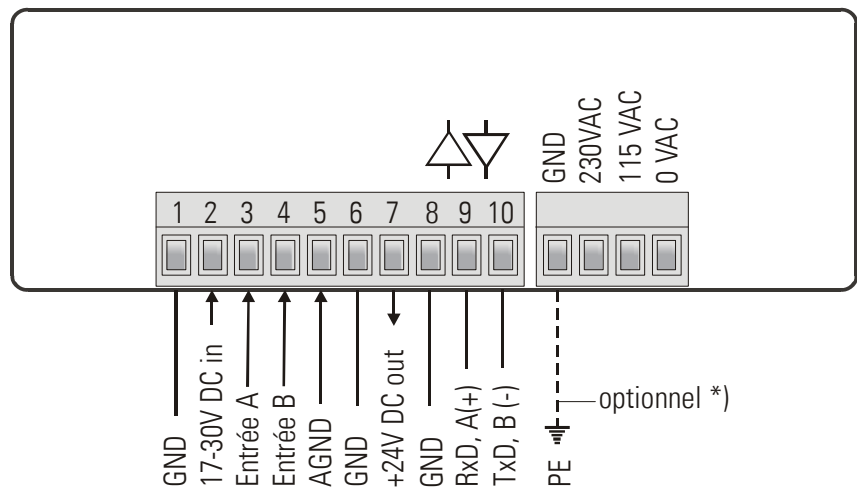 GND
230VAC
115 VAC
0 VAC
1 2 3 4 5 6 7 8 9 10
GND
17-30V DC in
Entrée A
Entrée B
AGND
GND
+24V DC out
GND
RxD, A(+)
TxD, B (-)
PE
optionnel *)